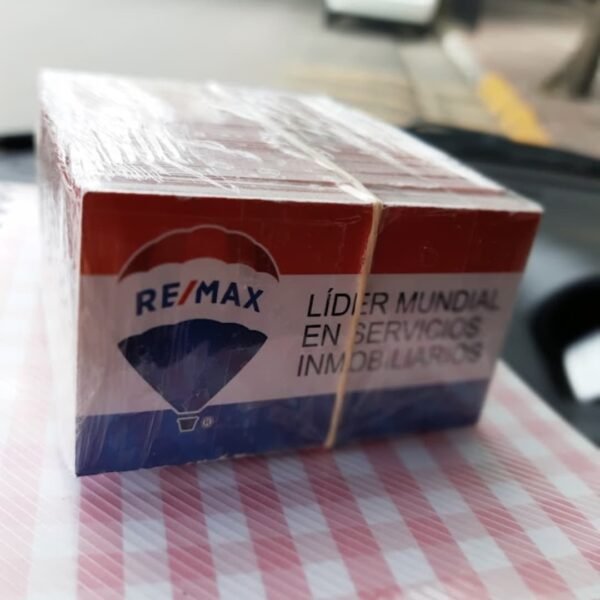 RE/MAX
®
LÍDER MUNDIAL
EN SERVICIOS
INMOBILIARIOS